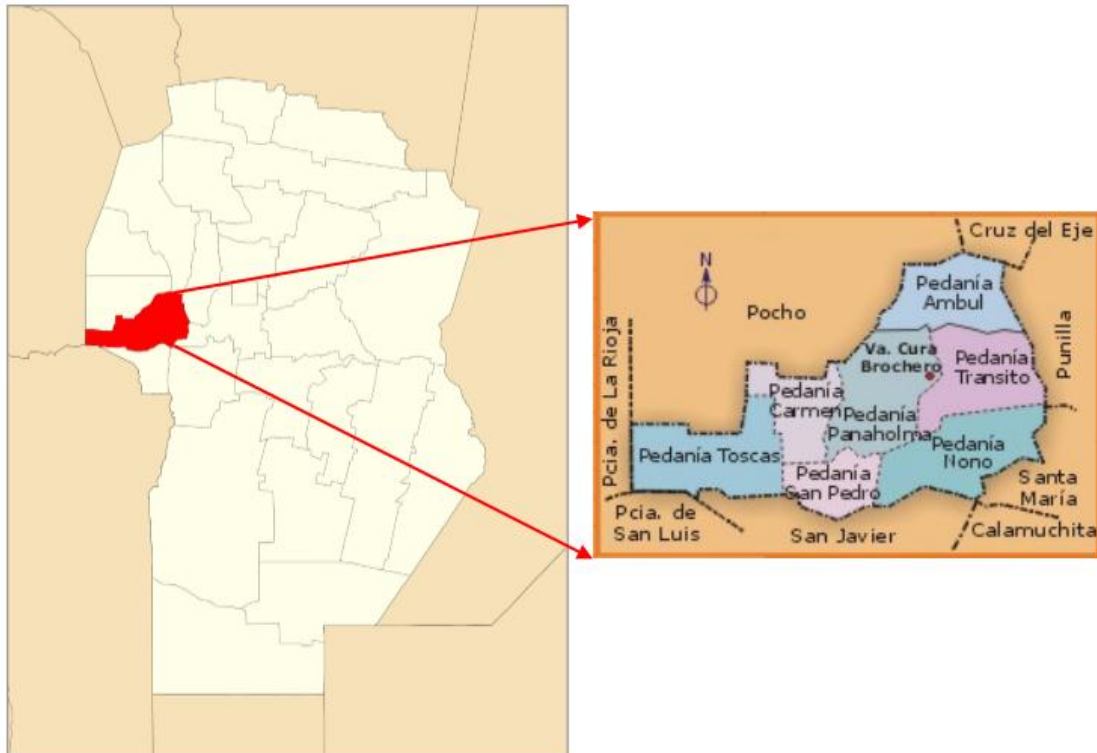 Cruz del Eje
N
Pedanía
Ambul
Pocho
Punilla
Pcia. de La Rioja
Va. Cura
Brochero
Pedanía
Transito
Pedanía
Carmen
Pedanía
Panaholma
Pedanía Toscas
Pedanía
Nono
Pedanía
San Pedro
Santa
María
Pcia. de
San Luis
San Javier
Calamuchita